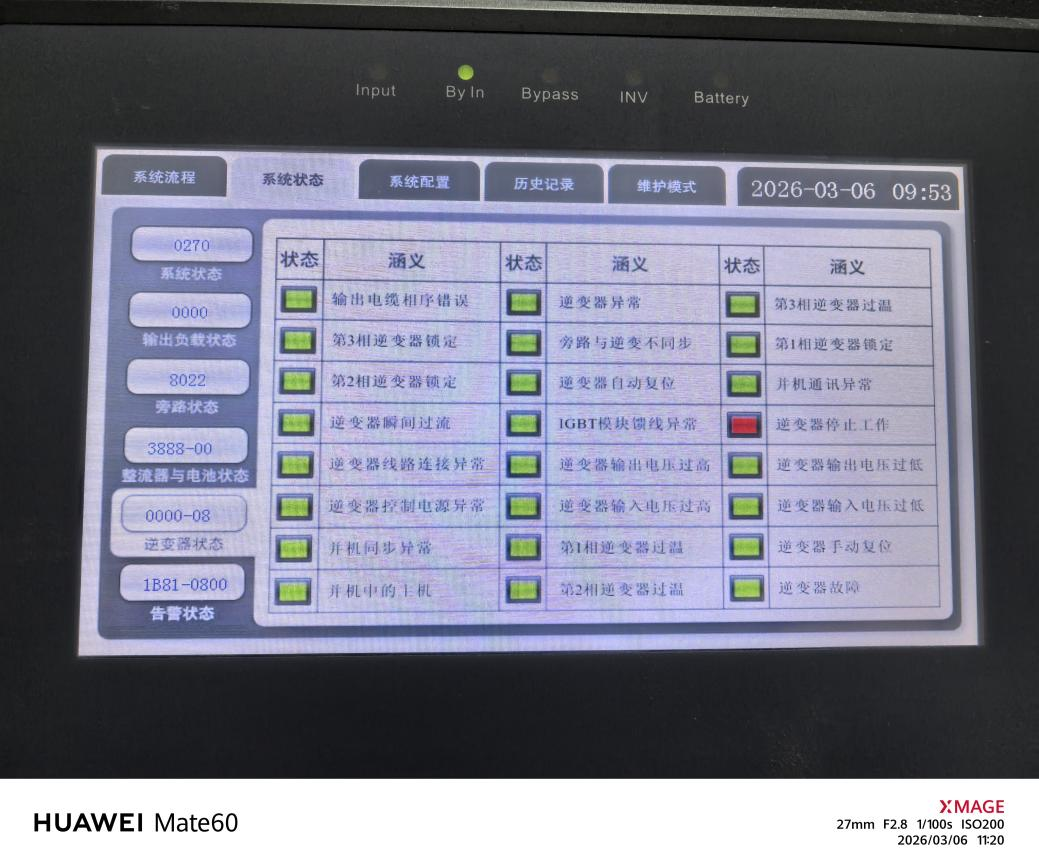 Input By In Bypass INV Battery
系统流程 系统状态 系统配置 历史记录 维护模式 2026-03-06 09:53
0270
系统状态
0000
输出负载状态
8022
旁路状态
3888-00
整流器与电池状态
0000-08
逆变器状态
1B81-0800
告警状态
状态 涵义 状态 涵义 状态 涵义
输出电缆相序错误 逆变器异常 第3相逆变器过温
第3相逆变器锁定 旁路与逆变不同步 第1相逆变器锁定
第2相逆变器锁定 逆变器自动复位 并机通讯异常
逆变器瞬间过流 IGBT模块馈线异常 逆变器停止工作
逆变器线路连接异常 逆变器输出电压过高 逆变器输出电压过低
逆变器控制电源异常 逆变器输入电压过高 逆变器输入电压过低
并机同步异常 第1相逆变器过温 逆变器手动复位
并机中的主机 第2相逆变器过温 逆变器故障
HUAWEI Mate60
XMAGE
27mm F2.8 1/100s ISO200
2026/03/06 11:20